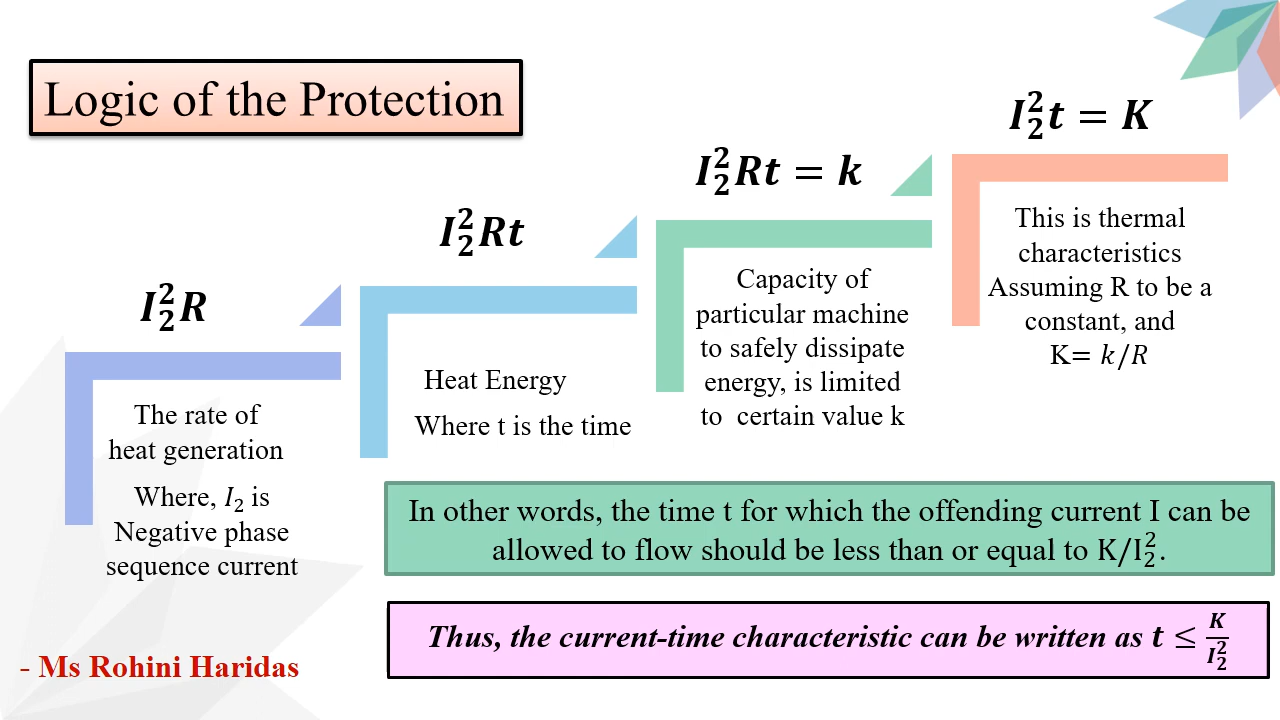 Logic of the Protection
I₂²R
The rate of
heat generation
Where, I₂ is
Negative phase
sequence current
I₂²Rt
Heat Energy
Where t is the time
I₂²Rt = k
Capacity of
particular machine
to safely dissipate
energy, is limited
to certain value k
I₂²t = K
This is thermal
characteristics
Assuming R to be a
constant, and
K= k/R
In other words, the time t for which the offending current I can be
allowed to flow should be less than or equal to K/I₂².
Thus, the current-time characteristic can be written as t ≤ K/I₂²
- Ms Rohini Haridas